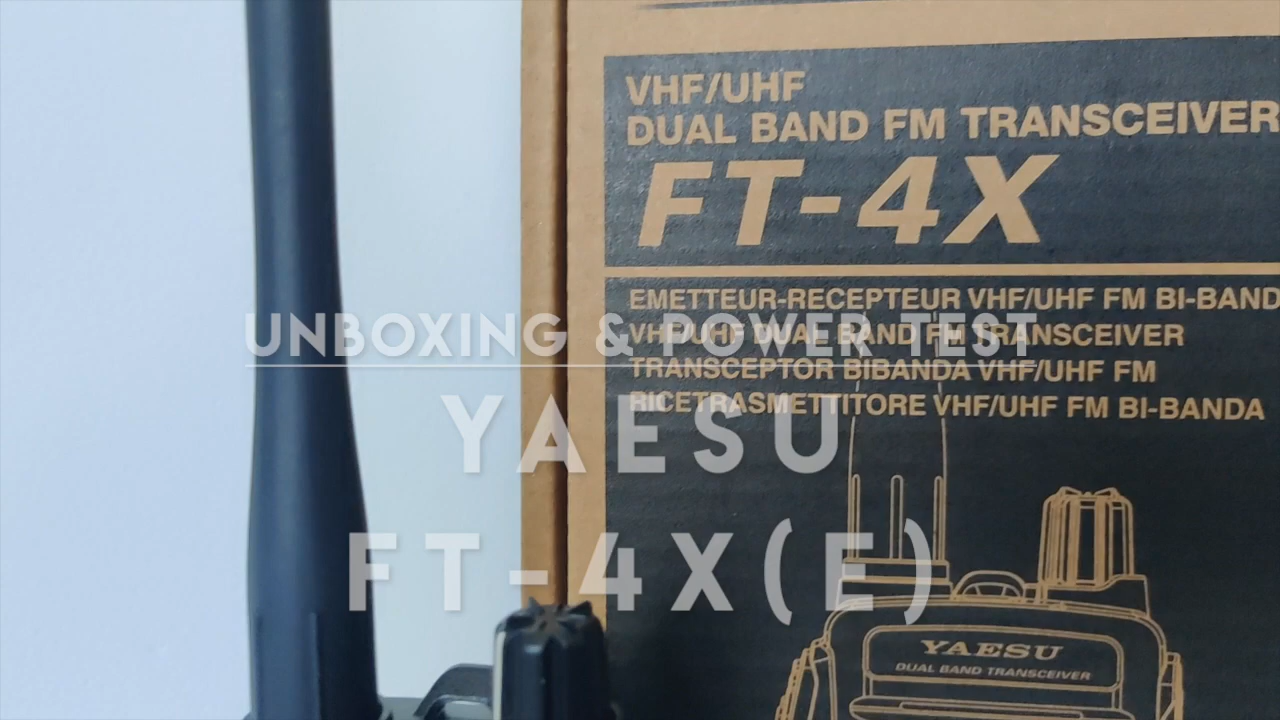 VHF/UHF
DUAL BAND FM TRANSCEIVER
FT-4X
EMETTEUR-RECEPTEUR VHF/UHF FM BI-BAND
VHF/UHF DUAL BAND FM TRANSCEIVER
TRANSCEPTOR BIBANDA VHF/UHF FM
RICETRASMETTITORE VHF/UHF FM BI-BANDA
UNBOXING & POWER TEST
YAESU
FT-4X(E)
YAESU
DUAL BAND TRANSCEIVER